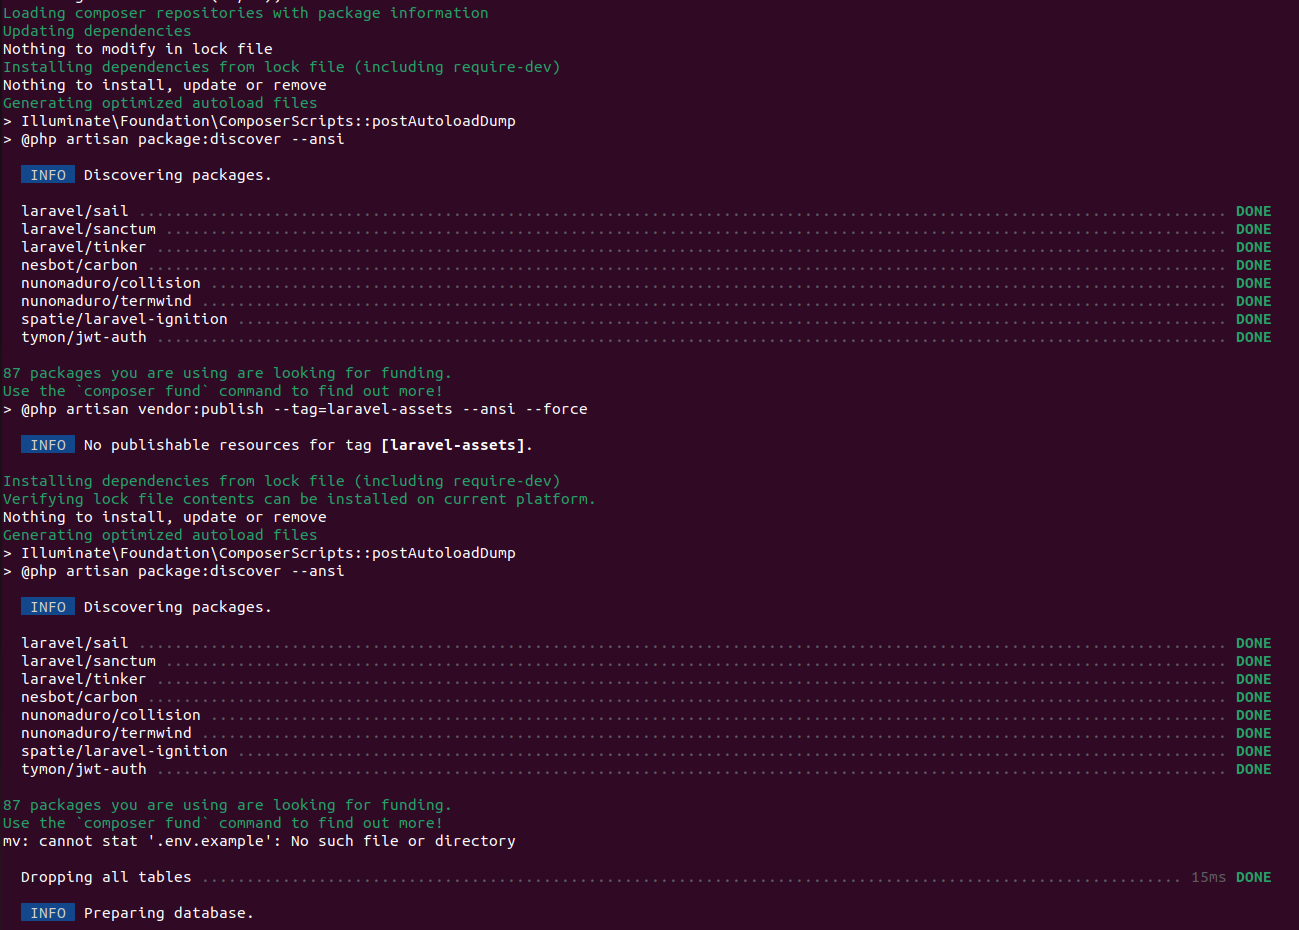 Loading composer repositories with package information
Updating dependencies
Nothing to modify in lock file
Installing dependencies from lock file (including require-dev)
Nothing to install, update or remove
Generating optimized autoload files
> Illuminate\Foundation\ComposerScripts::postAutoloadDump
> @php artisan package:discover --ansi
INFO Discovering packages.
laravel/sail ........................................ DONE
laravel/sanctum ........................................ DONE
laravel/tinker ........................................ DONE
nesbot/carbon ........................................ DONE
nunomaduro/collision ........................................ DONE
nunomaduro/termwind ........................................ DONE
spatie/laravel-ignition ........................................ DONE
tymon/jwt-auth ........................................ DONE
87 packages you are using are looking for funding.
Use the `composer fund` command to find out more!
> @php artisan vendor:publish --tag=laravel-assets --ansi --force
INFO No publishable resources for tag [laravel-assets].
Installing dependencies from lock file (including require-dev)
Verifying lock file contents can be installed on current platform.
Nothing to install, update or remove
Generating optimized autoload files
> Illuminate\Foundation\ComposerScripts::postAutoloadDump
> @php artisan package:discover --ansi
INFO Discovering packages.
laravel/sail ........................................ DONE
laravel/sanctum ........................................ DONE
laravel/tinker ........................................ DONE
nesbot/carbon ........................................ DONE
nunomaduro/collision ........................................ DONE
nunomaduro/termwind ........................................ DONE
spatie/laravel-ignition ........................................ DONE
tymon/jwt-auth ........................................ DONE
87 packages you are using are looking for funding.
Use the `composer fund` command to find out more!
mv: cannot stat '.env.example': No such file or directory
Dropping all tables ........................................ 15ms DONE
INFO Preparing database.